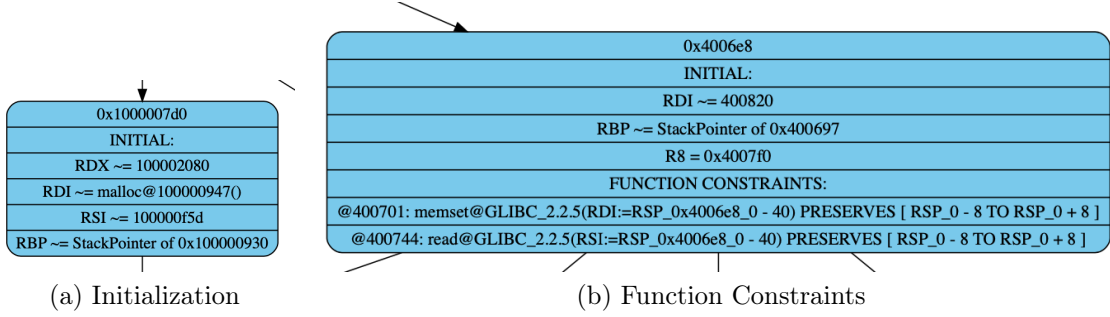 0x1000007d0
INITIAL:
RDX ~= 100002080
RDI ~= malloc@100000947()
RSI ~= 100000f5d
RBP ~= StackPointer of 0x100000930
(a) Initialization
0x4006e8
INITIAL:
RDI ~= 400820
RBP ~= StackPointer of 0x400697
R8 = 0x4007f0
FUNCTION CONSTRAINTS:
@400701: memset@GLIBC_2.2.5(RDI:=RSP_0x4006e8_0 - 40) PRESERVES [ RSP_0 - 8 TO RSP_0 + 8 ]
@400744: read@GLIBC_2.2.5(RSI:=RSP_0x4006e8_0 - 40) PRESERVES [ RSP_0 - 8 TO RSP_0 + 8 ]
(b) Function Constraints